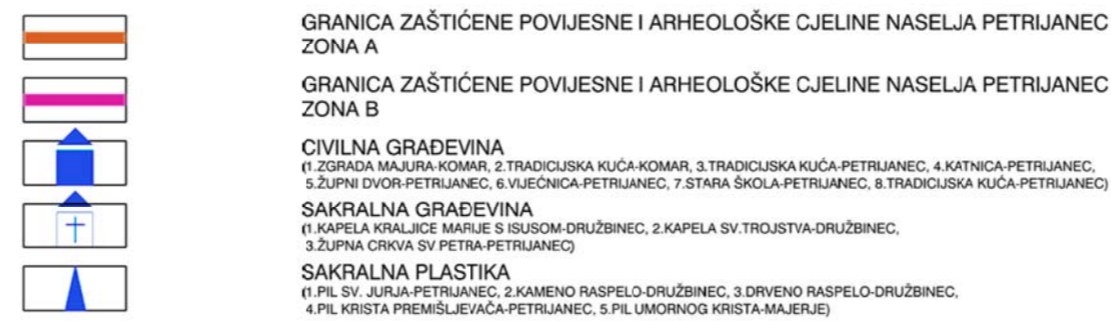 GRANICA ZAŠTIĆENE POVIJESNE I ARHEOLOŠKE CJELINE NASELJA PETRIJANEC
ZONA A
GRANICA ZAŠTIĆENE POVIJESNE I ARHEOLOŠKE CJELINE NASELJA PETRIJANEC
ZONA B
CIVILNA GRAĐEVINA
(1.ZGRADA MAJURA-KOMAR, 2.TRADICIJSKA KUĆA-KOMAR, 3.TRADICIJSKA KUĆA-PETRIJANEC, 4.KATNICA-PETRIJANEC,
5.ŽUPNI DVOR-PETRIJANEC, 6.VIJEĆNICA-PETRIJANEC, 7.STARA ŠKOLA-PETRIJANEC, 8.TRADICIJSKA KUĆA-PETRIJANEC)
SAKRALNA GRAĐEVINA
(1.KAPELA KRALJICE MARIJE S ISUSOM-DRUŽBINEC, 2.KAPELA SV.TROJSTVA-DRUŽBINEC,
3.ŽUPNA CRKVA SV.PETRA-PETRIJANEC)
SAKRALNA PLASTIKA
(1.PIL SV. JURJA-PETRIJANEC, 2.KAMENO RASPELO-DRUŽBINEC, 3.DRVENO RASPELO-DRUŽBINEC,
4.PIL KRISTA PREMIŠLJEVAČA-PETRIJANEC, 5.PIL UMORNOG KRISTA-MAJERJE)